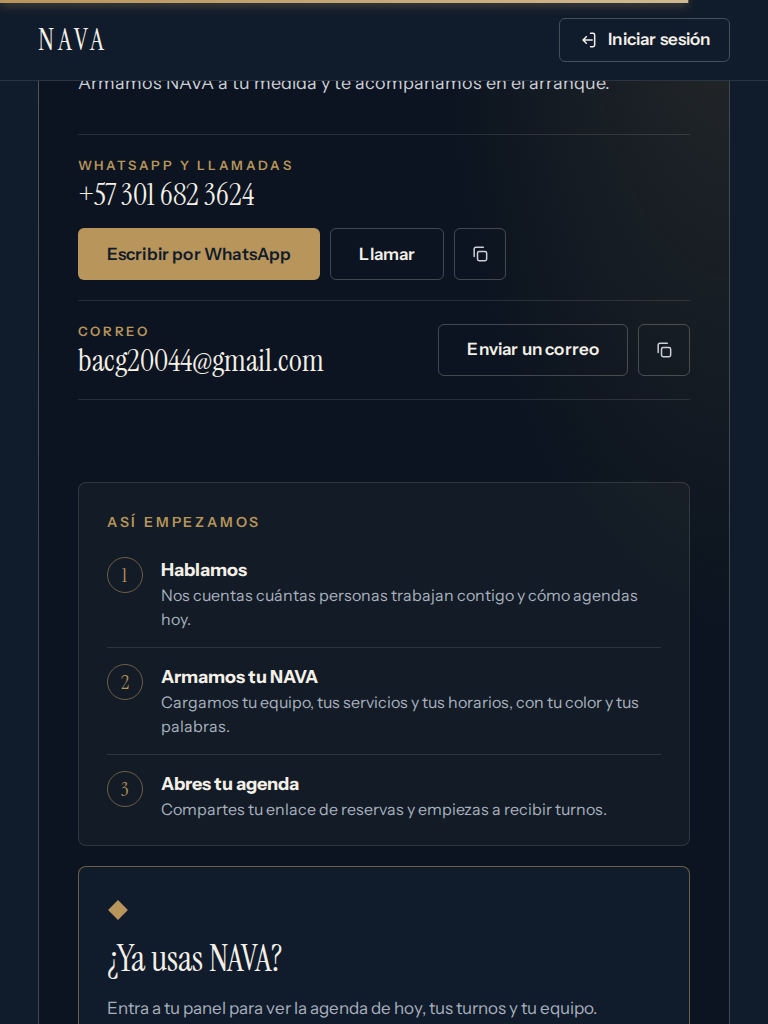 NAVA
Iniciar sesión
Armamos NAVA a tu medida y te acompañamos en el arranque.
WHATSAPP Y LLAMADAS
+57 301 682 3624
Escribir por WhatsApp
Llamar
CORREO
bacg20044@gmail.com
Enviar un correo
ASÍ EMPEZAMOS
1
Hablamos
Nos cuentas cuántas personas trabajan contigo y cómo agendas
hoy.
2
Armamos tu NAVA
Cargamos tu equipo, tus servicios y tus horarios, con tu color y tus
palabras.
3
Abres tu agenda
Compartes tu enlace de reservas y empiezas a recibir turnos.
¿Ya usas NAVA?
Entra a tu panel para ver la agenda de hoy, tus turnos y tu equipo.